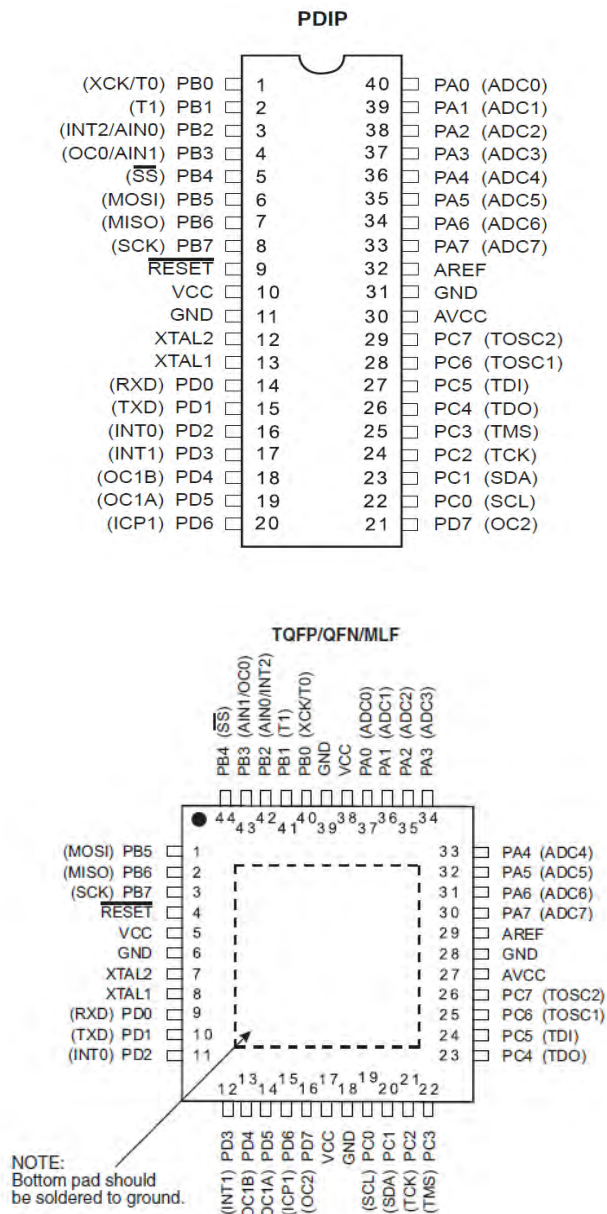 PDIP
(XCK/T0) PB0 1 40 PA0 (ADC0)
(T1) PB1 2 39 PA1 (ADC1)
(INT2/AIN0) PB2 3 38 PA2 (ADC2)
(OC0/AIN1) PB3 4 37 PA3 (ADC3)
(SS) PB4 5 36 PA4 (ADC4)
(MOSI) PB5 6 35 PA5 (ADC5)
(MISO) PB6 7 34 PA6 (ADC6)
(SCK) PB7 8 33 PA7 (ADC7)
RESET 9 32 AREF
VCC 10 31 GND
GND 11 30 AVCC
XTAL2 12 29 PC7 (TOSC2)
XTAL1 13 28 PC6 (TOSC1)
(RXD) PD0 14 27 PC5 (TDI)
(TXD) PD1 15 26 PC4 (TDO)
(INT0) PD2 16 25 PC3 (TMS)
(INT1) PD3 17 24 PC2 (TCK)
(OC1B) PD4 18 23 PC1 (SDA)
(OC1A) PD5 19 22 PC0 (SCL)
(ICP1) PD6 20 21 PD7 (OC2)
TQFP/QFN/MLF
PB4 (SS)
PB3 (AIN1/OC0)
PB2 (AIN0/INT2)
PB1 (T1)
PB0 (XCK/T0)
GND
VCC
PA0 (ADC0)
PA1 (ADC1)
PA2 (ADC2)
PA3 (ADC3)
44 43 42 41 40 39 38 37 36 35 34
(MOSI) PB5 1 33 PA4 (ADC4)
(MISO) PB6 2 32 PA5 (ADC5)
(SCK) PB7 3 31 PA6 (ADC6)
RESET 4 30 PA7 (ADC7)
VCC 5 29 AREF
GND 6 28 GND
XTAL2 7 27 AVCC
XTAL1 8 26 PC7 (TOSC2)
(RXD) PD0 9 25 PC6 (TOSC1)
(TXD) PD1 10 24 PC5 (TDI)
(INT0) PD2 11 23 PC4 (TDO)
12 13 14 15 16 17 18 19 20 21 22
(INT1) PD3
OC1B) PD4
OC1A) PD5
(ICP1) PD6
(OC2) PD7
VCC
GND
(SCL) PC0
(SDA) PC1
(TCK) PC2
(TMS) PC3
NOTE:
Bottom pad should
be soldered to ground.